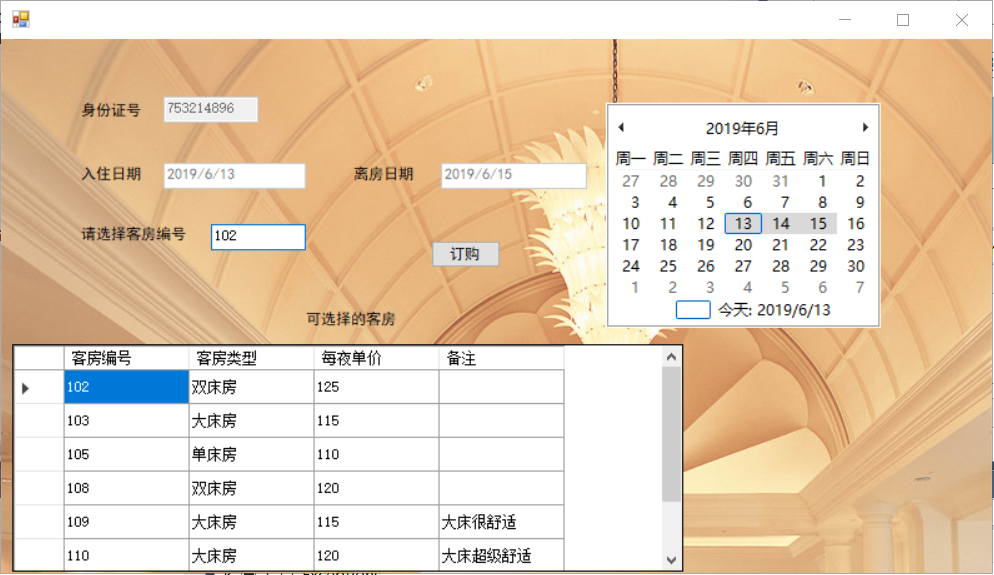 身份证号 753214896
入住日期 2019/6/13 离房日期 2019/6/15
请选择客房编号 102
订购
2019年6月
周一 周二 周三 周四 周五 周六 周日
27 28 29 30 31 1 2
3 4 5 6 7 8 9
10 11 12 13 14 15 16
17 18 19 20 21 22 23
24 25 26 27 28 29 30
1 2 3 4 5 6 7
今天: 2019/6/13
可选择的客房
客房编号 客房类型 每夜单价 备注
102 双床房 125
103 大床房 115
105 单床房 110
108 双床房 120
109 大床房 115 大床很舒适
110 大床房 120 大床超级舒适